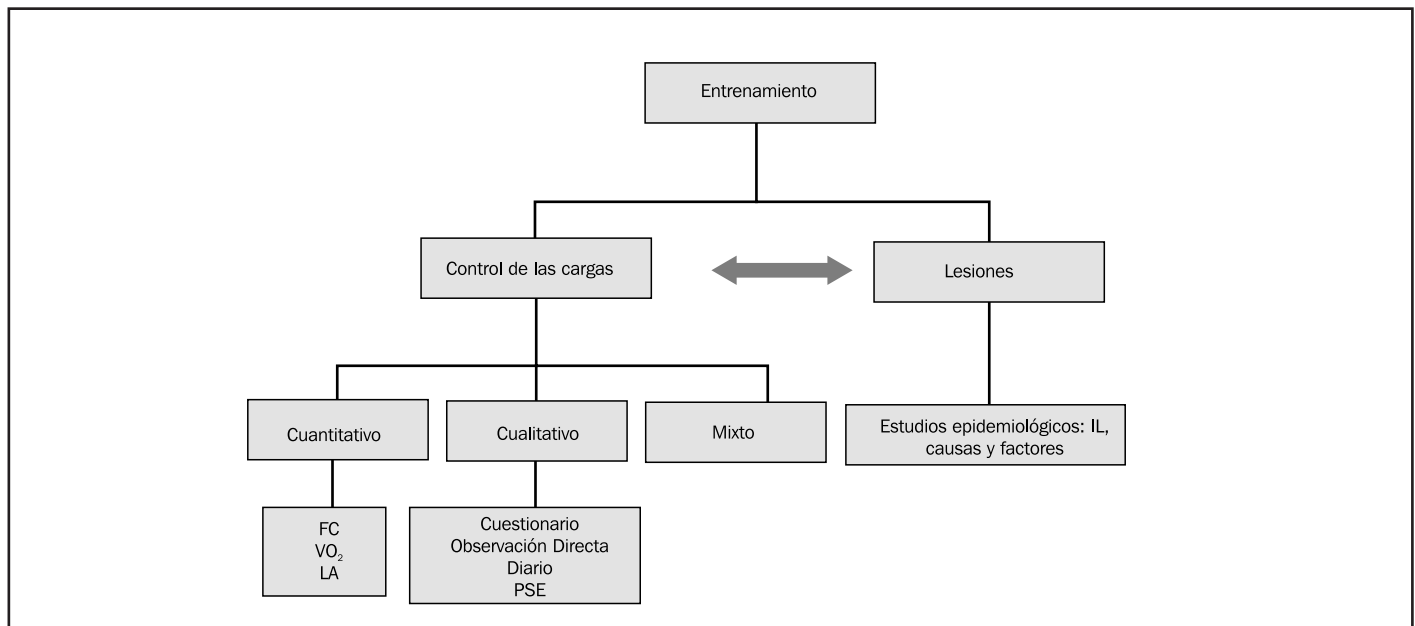 Entrenamiento
Control de las cargas
Lesiones
Cuantitativo
Cualitativo
Mixto
Estudios epidemiológicos: IL,
causas y factores
FC
VO₂
LA
Cuestionario
Observación Directa
Diario
PSE